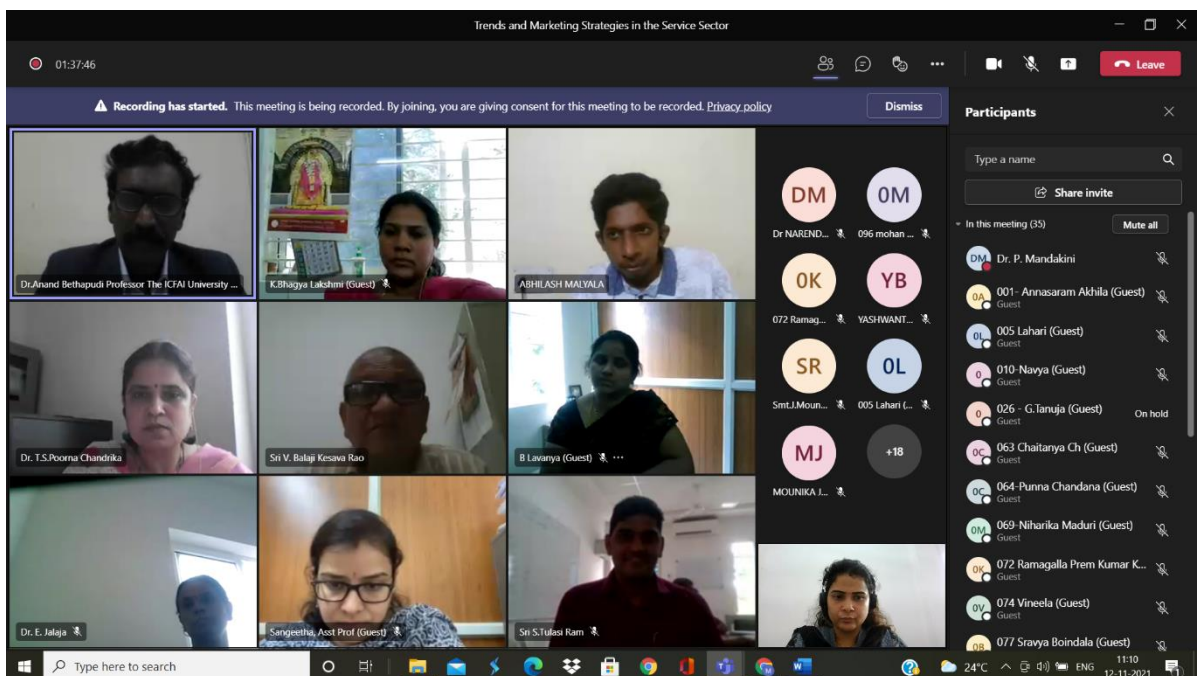 Trends and Marketing Strategies in the Service Sector
01:37:46
Leave
Recording has started. This meeting is being recorded. By joining, you are giving consent for this meeting to be recorded. Privacy policy
Dismiss
Dr.Anand Bethapudi Professor The ICFAI University ...
K.Bhagya Lakshmi (Guest)
ABHILASH MALYALA
Dr. T.S.Poorna Chandrika
Sri V. Balaji Kesava Rao
B Lavanya (Guest)
Dr. E. Jalaja
Sangeetha, Asst Prof (Guest)
Sri S.Tulasi Ram
DM
Dr NAREND...
0M
096 mohan ...
0K
072 Ramag...
YB
YASHWANT...
SR
Smt.J.Moun...
0L
005 Lahari (...
MJ
MOUNIKA J...
+18
Participants
Type a name
Share invite
In this meeting (35)
Mute all
DM
Dr. P. Mandakini
0A
001- Annasaram Akhila (Guest)
Guest
0L
005 Lahari (Guest)
Guest
0
010-Navya (Guest)
Guest
0
026 - G.Tanuja (Guest)
Guest
On hold
0C
063 Chaitanya Ch (Guest)
Guest
0C
064-Punna Chandana (Guest)
Guest
0M
069-Niharika Maduri (Guest)
Guest
0K
072 Ramagalla Prem Kumar K...
Guest
0V
074 Vineela (Guest)
Guest
0B
077 Sravya Boindala (Guest)
Type here to search
24°C
ENG
11:10
12-11-2021